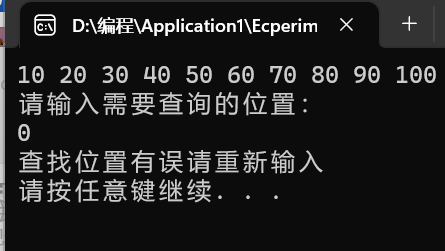 D:\编程\Application1\Ecperim
10 20 30 40 50 60 70 80 90 100
请输入需要查询的位置：
0
查找位置有误请重新输入
请按任意键继续. . .